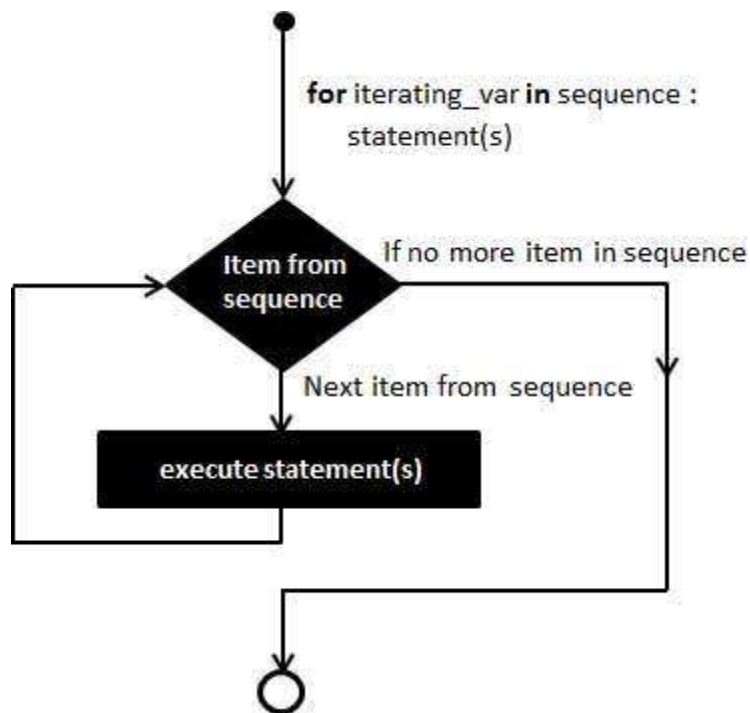 for iterating_var in sequence :
statement(s)
If no more item in sequence
Item from
sequence
Next item from sequence
execute statement(s)